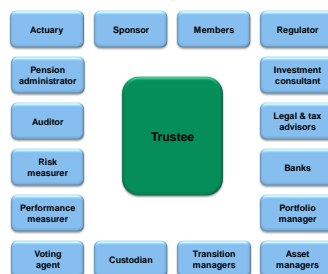 Actuary
Sponsor
Members
Regulator
Pension
administrator
Investment
consultant
Auditor
Legal & tax
advisors
Trustee
Risk
measurer
Banks
Performance
measurer
Portfolio
manager
Voting
agent
Custodian
Transition
managers
Asset
managers